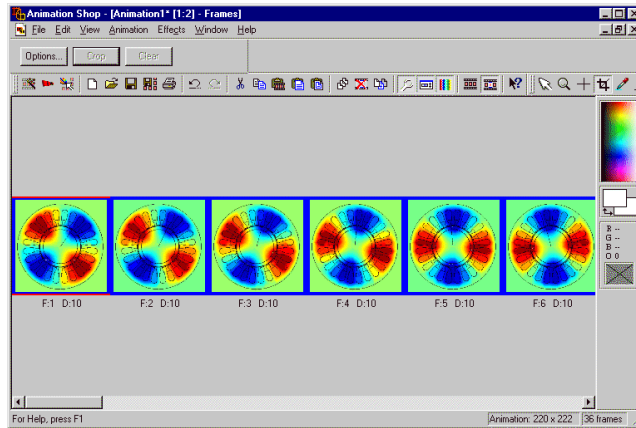 Animation Shop - [Animation1* [1:2] - Frames]
File Edit View Animation Effects Window Help
Options... Crop Clear
R --
G --
B --
O 0
F:1 D:10 F:2 D:10 F:3 D:10 F:4 D:10 F:5 D:10 F:6 D:10
For Help, press F1 Animation: 220 x 222 36 frames